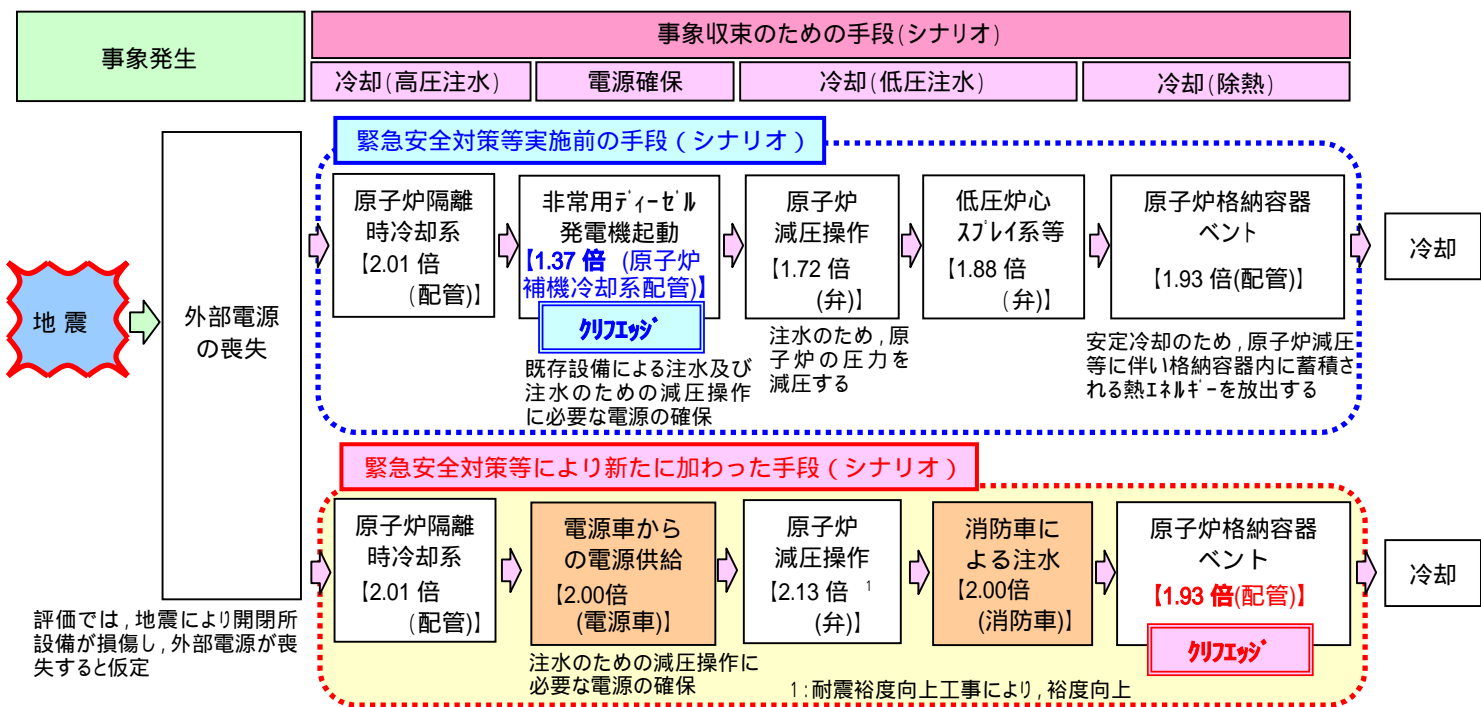 事象発生
事象収束のための手段(シナリオ)
冷却(高圧注水)
電源確保
冷却(低圧注水)
冷却(除熱)
地震
外部電源
の喪失
評価では,地震により開閉所
設備が損傷し,外部電源が喪
失すると仮定
緊急安全対策等実施前の手段(シナリオ)
原子炉隔離
時冷却系
【2.01 倍
(配管)】
非常用ディーゼル
発電機起動
【1.37 倍 (原子炉
補機冷却系配管)】
クリフエッジ
既存設備による注水及び
注水のための減圧操作
に必要な電源の確保
原子炉
減圧操作
【1.72 倍
(弁)】
注水のため,原
子炉の圧力を
減圧する
低圧炉心
スプレイ系等
【1.88 倍
(弁)】
原子炉格納容器
ベント
【1.93 倍(配管)】
安定冷却のため,原子炉減圧
等に伴い格納容器内に蓄積さ
れる熱エネルギーを放出する
冷却
緊急安全対策等により新たに加わった手段(シナリオ)
原子炉隔離
時冷却系
【2.01 倍
(配管)】
電源車から
の電源供給
【2.00倍
(電源車)】
注水のための減圧操作に
必要な電源の確保
原子炉
減圧操作
【2.13 倍 1
(弁)】
消防車に
よる注水
【2.00倍
(消防車)】
原子炉格納容器
ベント
【1.93 倍(配管)】
クリフエッジ
1:耐震裕度向上工事により,裕度向上
冷却